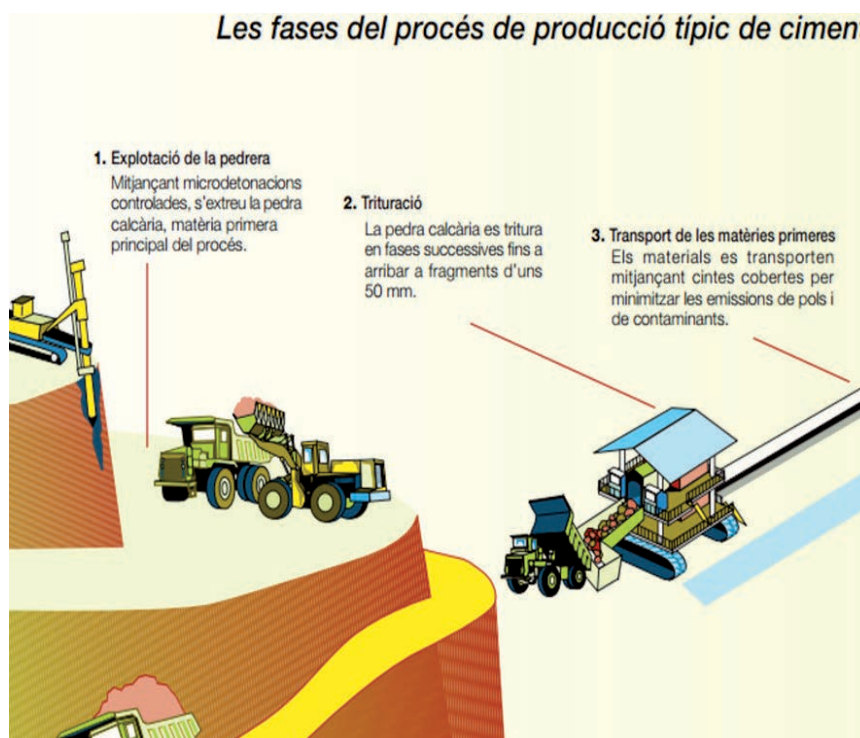 Les fases del procés de producció típic de ciment
1. Explotació de la pedrera
Mitjançant microdetonacions
controlades, s'extreu la pedra
calcària, matèria primera
principal del procés.
2. Trituració
La pedra calcària es tritura
en fases successives fins a
arribar a fragments d'uns
50 mm.
3. Transport de les matèries primeres
Els materials es transporten
mitjançant cintes cobertes per
minimitzar les emissions de pols i
de contaminants.